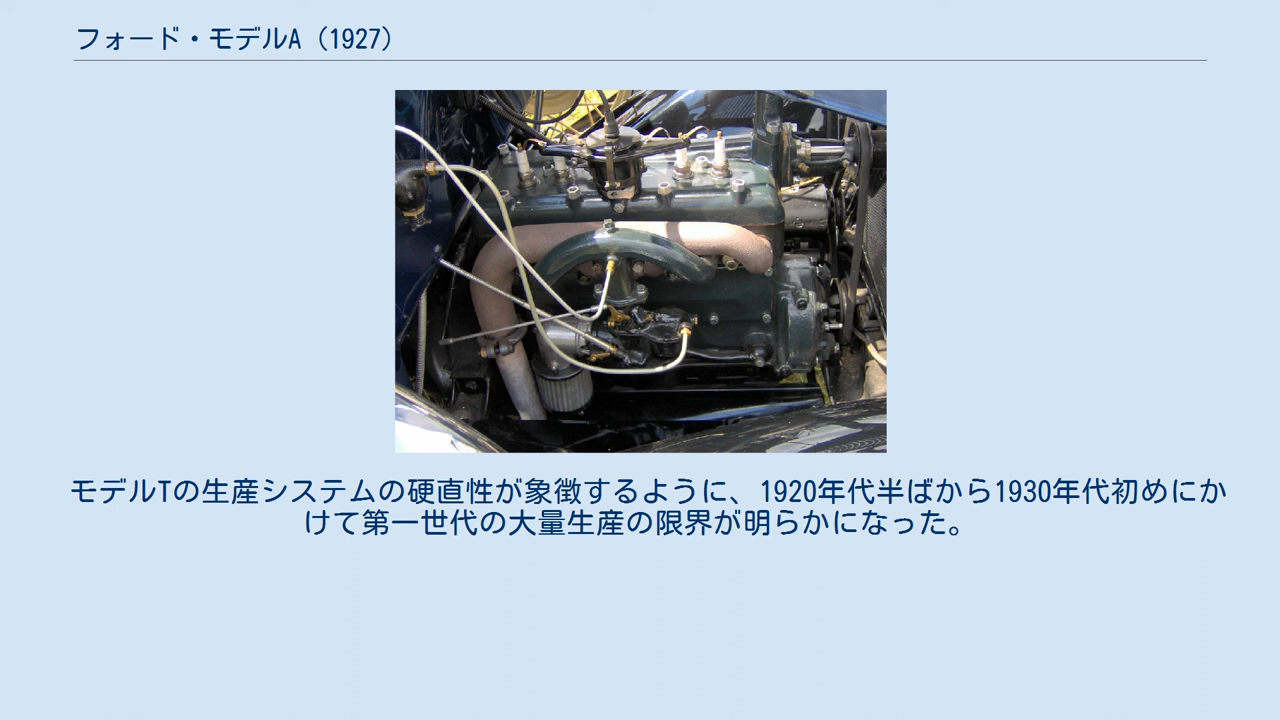 フォード・モデルA（1927）
モデルTの生産システムの硬直性が象徴するように、1920年代半ばから1930年代初めにか
けて第一世代の大量生産の限界が明らかになった。